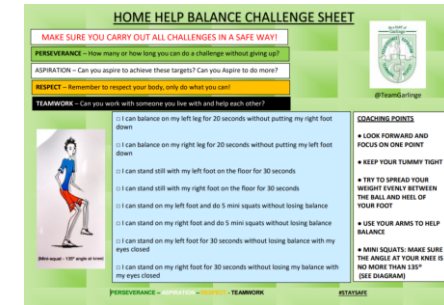 HOME HELP BALANCE CHALLENGE SHEET
MAKE SURE YOU CARRY OUT ALL CHALLENGES IN A SAFE WAY!
PERSEVERANCE – How many or how long you can do a challenge without giving up?
ASPIRATION – Can you aspire to achieve these targets? Can you Aspire to do more?
RESPECT – Remember to respect your body, only do what you can!
TEAMWORK – Can you work with someone you live with and help each other?
@TeamGarlinge
□ I can balance on my left leg for 20 seconds without putting my right foot
down
□ I can balance on my right leg for 20 seconds without putting my left foot
down
□ I can stand still with my left foot on the floor for 30 seconds
□ I can stand still with my right foot on the floor for 30 seconds
□ I can stand on my left foot and do 5 mini squats without losing balance
□ I can stand on my right foot and do 5 mini squats without losing balance
□ I can stand on my left foot for 30 seconds without losing balance with my
eyes closed
□ I can stand on my right foot for 30 seconds without losing my balance with
my eyes closed
(Mini-squat - 135° angle at knee)
COACHING POINTS
● LOOK FORWARD AND
FOCUS ON ONE POINT
● KEEP YOUR TUMMY TIGHT
● TRY TO SPREAD YOUR
WEIGHT EVENLY BETWEEN
THE BALL AND HEEL OF
YOUR FOOT
● USE YOUR ARMS TO HELP
BALANCE
● MINI SQUATS: MAKE SURE
THE ANGLE AT YOUR KNEE IS
NO MORE THAN 135°
(SEE DIAGRAM)
PERSEVERANCE – ASPIRATION – RESPECT - TEAMWORK
#STAYSAFE